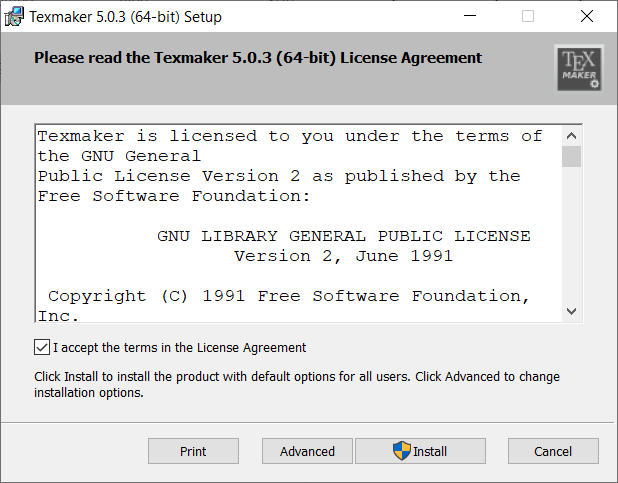 Texmaker 5.0.3 (64-bit) Setup
Please read the Texmaker 5.0.3 (64-bit) License Agreement
TEX
MAKER
Texmaker is licensed to you under the terms of
the GNU General
Public License Version 2 as published by the
Free Software Foundation:
GNU LIBRARY GENERAL PUBLIC LICENSE
Version 2, June 1991
Copyright (C) 1991 Free Software Foundation,
Inc.
I accept the terms in the License Agreement
Click Install to install the product with default options for all users. Click Advanced to change
installation options.
Print
Advanced
Install
Cancel